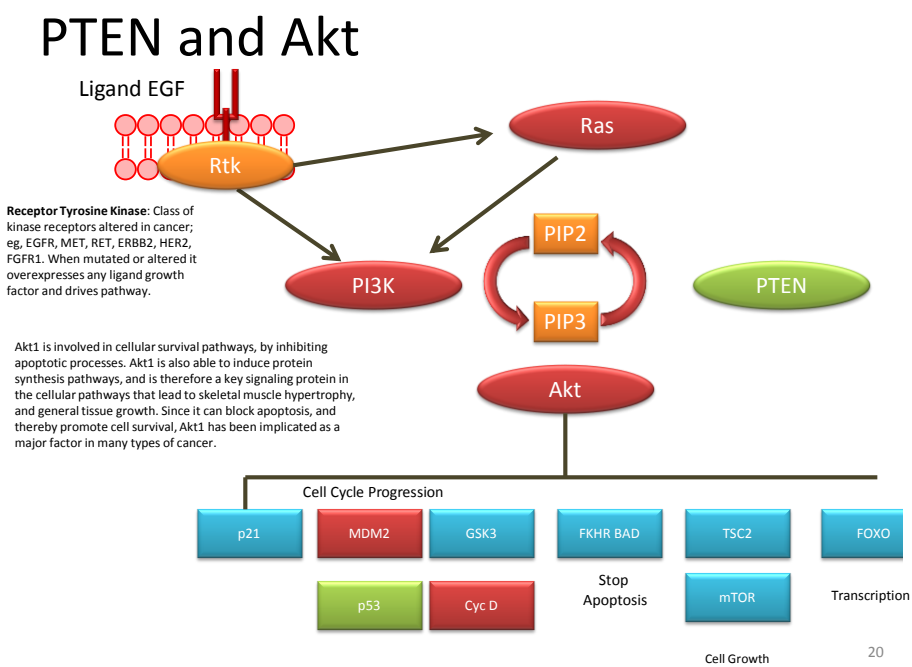 PTEN and Akt
Ligand EGF
Rtk
Ras
Receptor Tyrosine Kinase: Class of
kinase receptors altered in cancer;
eg, EGFR, MET, RET, ERBB2, HER2,
FGFR1. When mutated or altered it
overexpresses any ligand growth
factor and drives pathway.
PIP2
PI3K
PTEN
PIP3
Akt1 is involved in cellular survival pathways, by inhibiting
apoptotic processes. Akt1 is also able to induce protein
synthesis pathways, and is therefore a key signaling protein in
the cellular pathways that lead to skeletal muscle hypertrophy,
and general tissue growth. Since it can block apoptosis, and
thereby promote cell survival, Akt1 has been implicated as a
major factor in many types of cancer.
Akt
Cell Cycle Progression
p21
MDM2
GSK3
FKHR BAD
TSC2
FOXO
p53
Cyc D
Stop
Apoptosis
mTOR
Transcription
Cell Growth
20